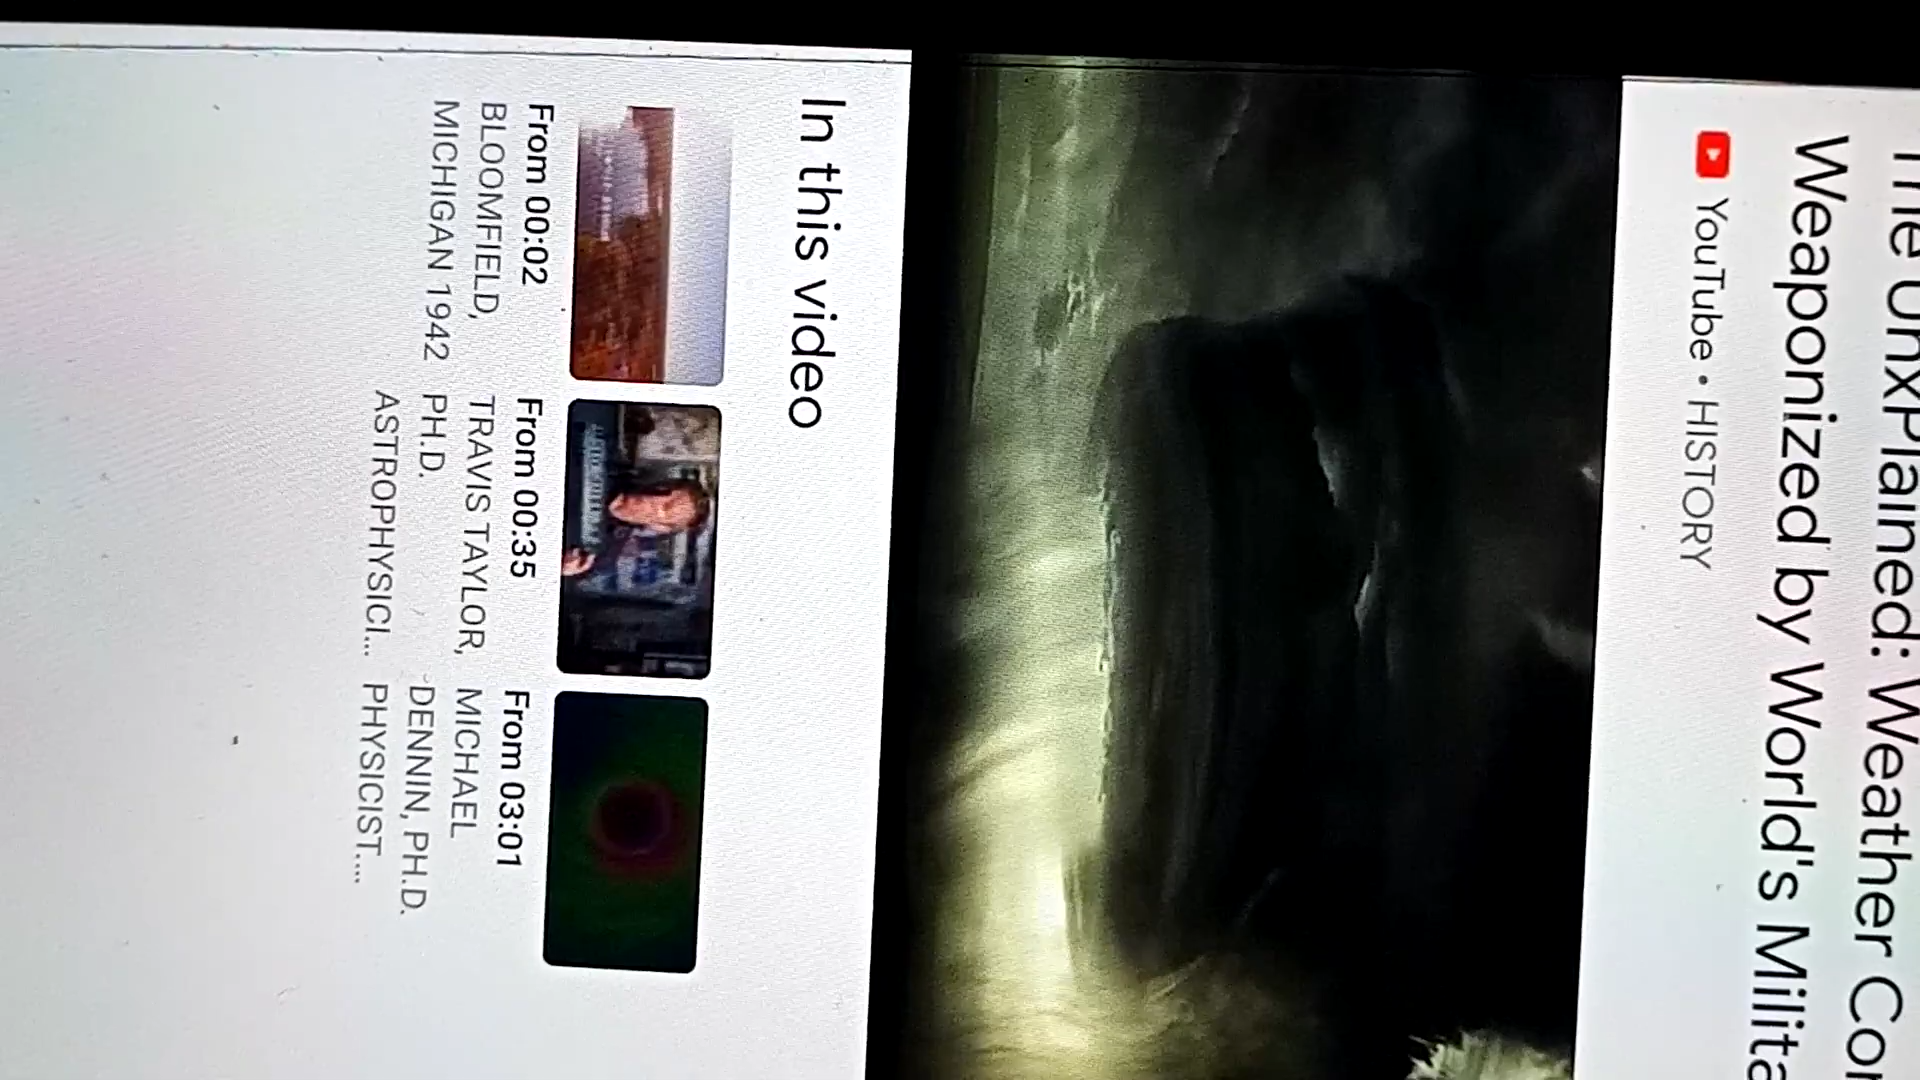 The UnXPlained: Weather Con
Weaponized by World's Milita
YouTube • HISTORY
In this video
From 00:02
BLOOMFIELD,
MICHIGAN 1942
From 00:35
TRAVIS TAYLOR,
PH.D.
ASTROPHYSICI...
From 03:01
MICHAEL
DENNIN, PH.D.
PHYSICIST....